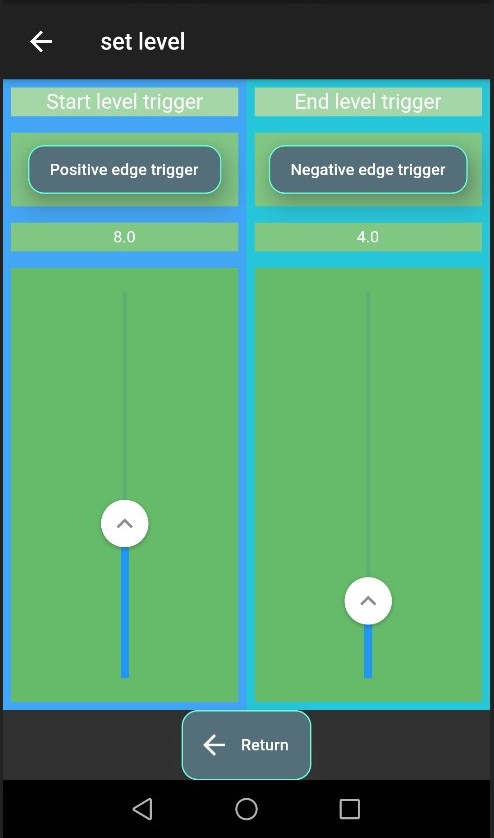 set level
Start level trigger
End level trigger
Positive edge trigger
Negative edge trigger
8.0
4.0
Return